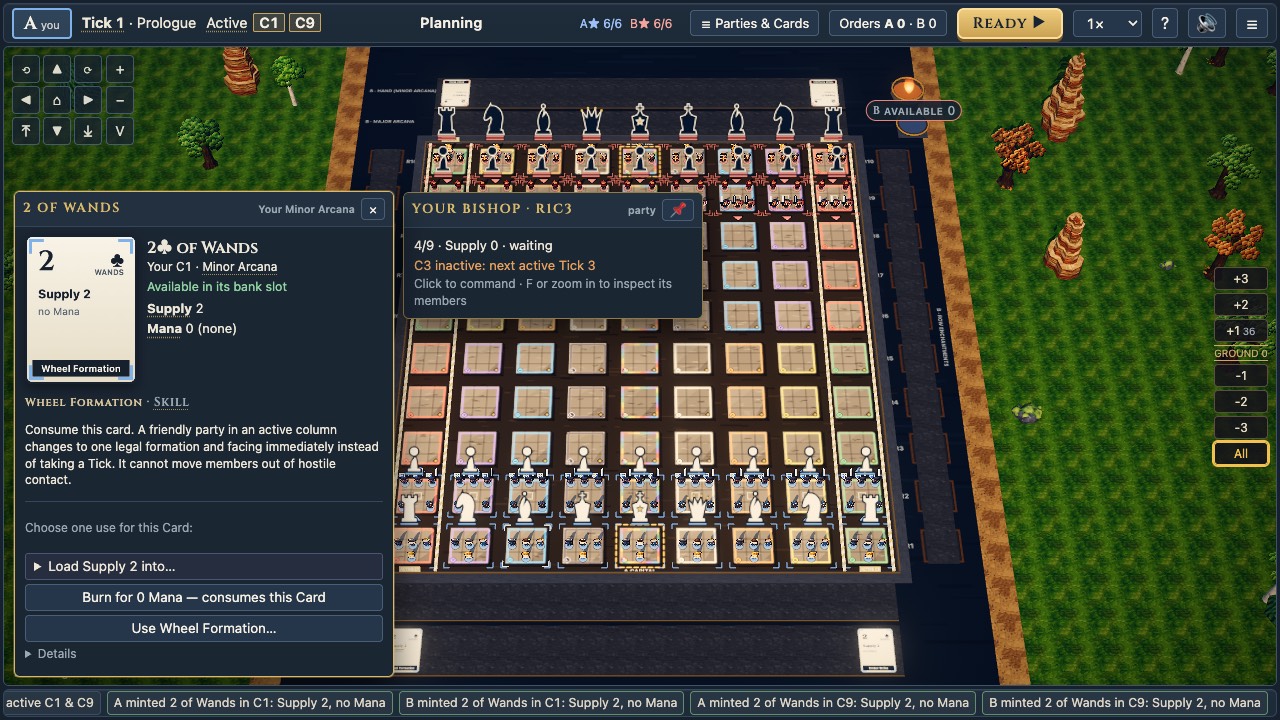 A you
Tick 1 · Prologue
Active C1 C9
Planning
A★ 6/6 B★ 6/6
≡ Parties & Cards
Orders A 0 · B 0
READY ▶
1×
?
≡
B AVAILABLE 0
B - HAND (MINOR ARCANA)
B - MAJOR ARCANA
V
2 OF WANDS
Your Minor Arcana
×
2
♣
WANDS
Supply 2
no Mana
Wheel Formation
2♣ OF WANDS
Your C1 · Minor Arcana
Available in its bank slot
Supply 2
Mana 0 (none)
WHEEL FORMATION · SKILL
Consume this card. A friendly party in an active column
changes to one legal formation and facing immediately instead
of taking a Tick. It cannot move members out of hostile
contact.
Choose one use for this Card:
▶ Load Supply 2 into...
Burn for 0 Mana — consumes this Card
Use Wheel Formation...
▶ Details
YOUR BISHOP · R1C3
party
4/9 · Supply 0 · waiting
C3 inactive: next active Tick 3
Click to command · F or zoom in to inspect its
members
A CAPITAL
+3
+2
+1 36
GROUND 0
-1
-2
-3
All
active C1 & C9
A minted 2 of Wands in C1: Supply 2, no Mana
B minted 2 of Wands in C1: Supply 2, no Mana
A minted 2 of Wands in C9: Supply 2, no Mana
B minted 2 of Wands in C9: Supply 2, no Mana